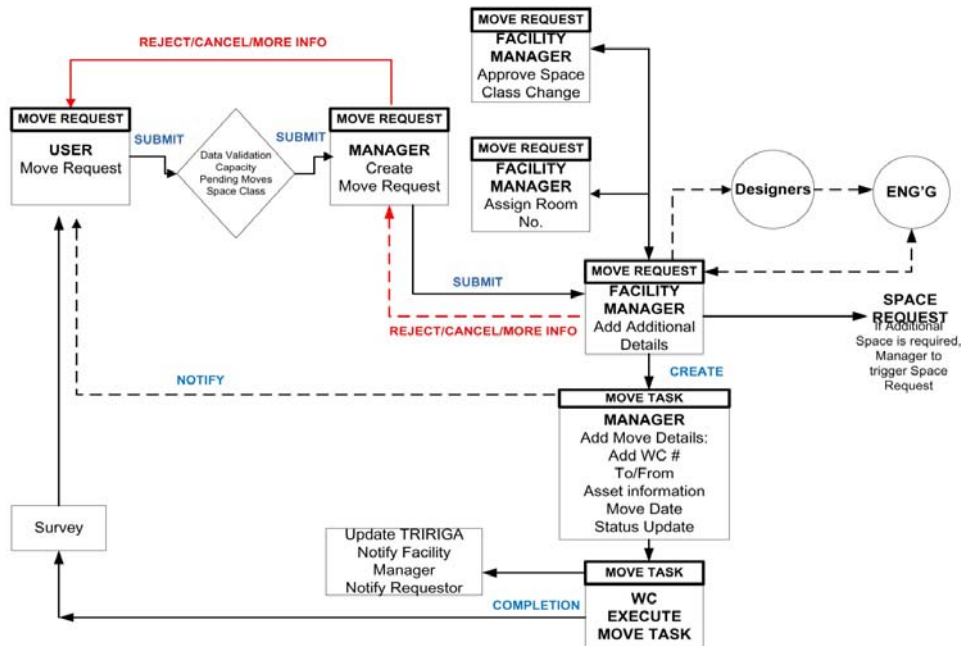 MOVE REQUEST
FACILITY
MANAGER
Approve Space
Class Change
REJECT/CANCEL/MORE INFO
MOVE REQUEST
USER
Move Request
SUBMIT
Data Validation
Capacity
Pending Moves
Space Class
SUBMIT
MOVE REQUEST
MANAGER
Create
Move Request
MOVE REQUEST
FACILITY
MANAGER
Assign Room
No.
Designers
ENG'G
MOVE REQUEST
FACILITY
MANAGER
Add Additional
Details
SUBMIT
REJECT/CANCEL/MORE INFO
SPACE
REQUEST
If Additional
Space is required,
Manager to
trigger Space
Request
CREATE
NOTIFY
MOVE TASK
MANAGER
Add Move Details:
Add WC #
To/From
Asset information
Move Date
Status Update
Survey
Update TRIRIGA
Notify Facility
Manager
Notify Requestor
MOVE TASK
WC
EXECUTE
MOVE TASK
COMPLETION